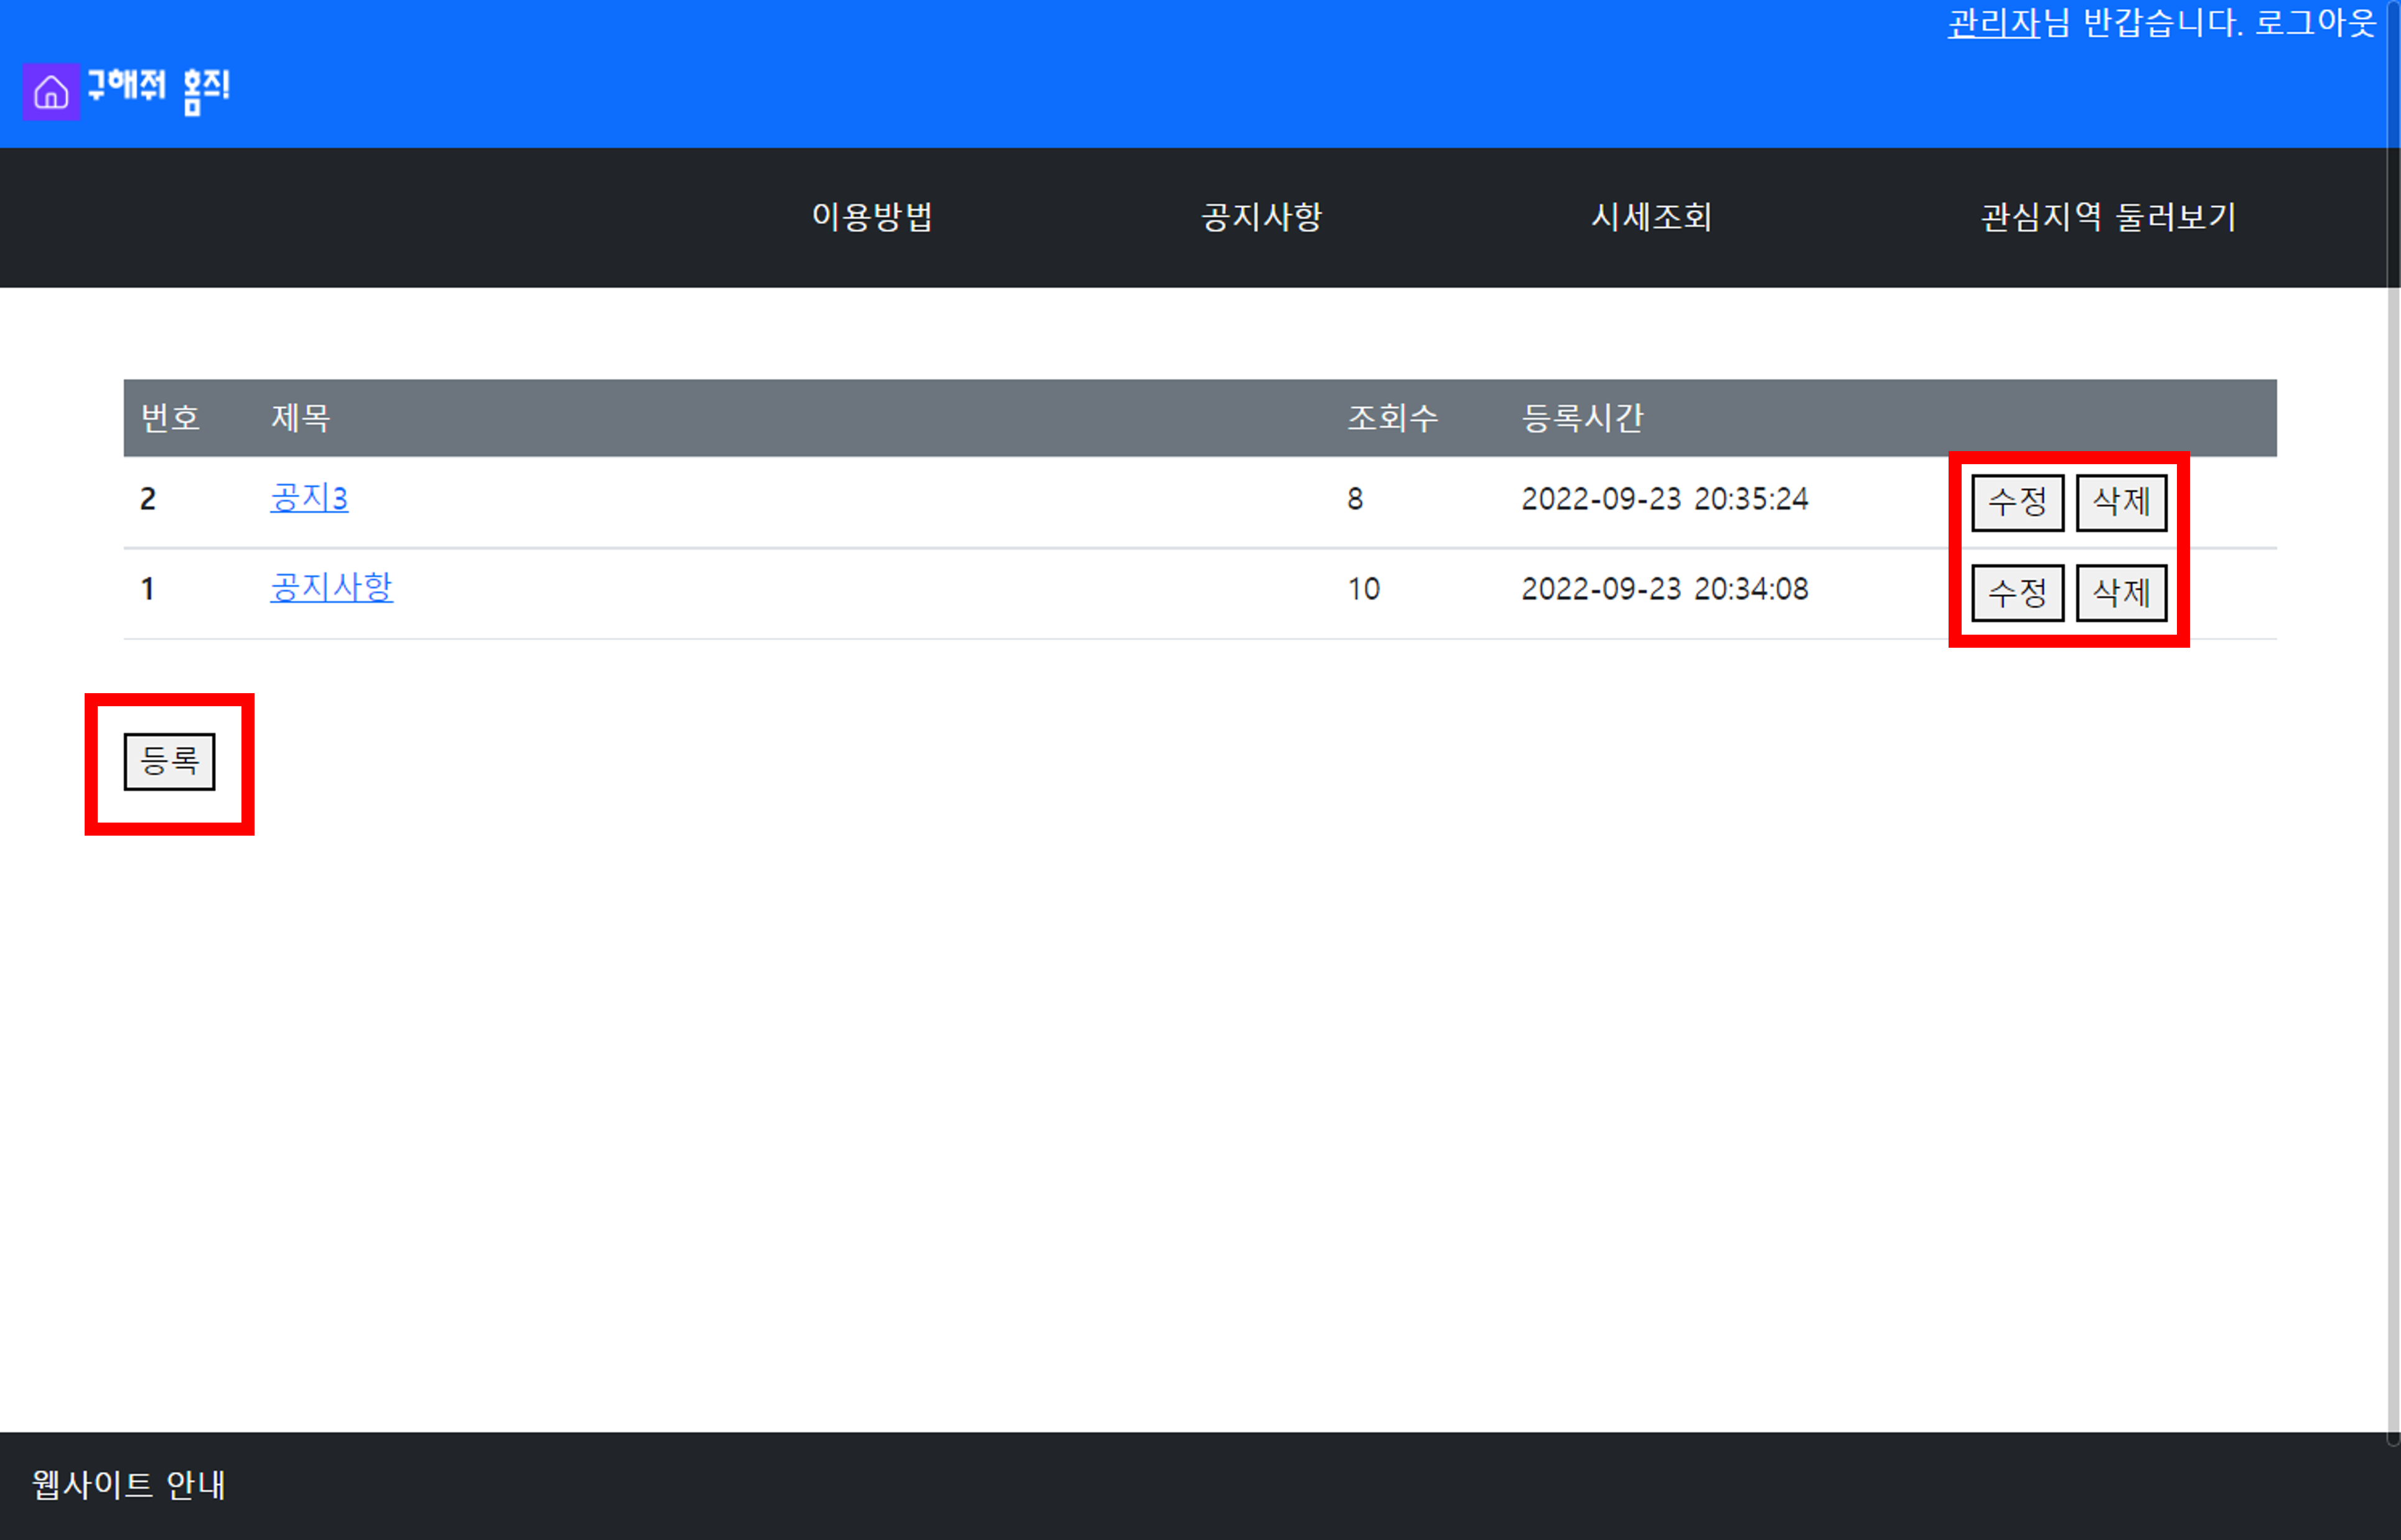 관리자님 반갑습니다. 로그아웃
구해줘 홈즈!
이용방법 공지사항 시세조회 관심지역 둘러보기
번호 제목 조회수 등록시간
2 공지3 8 2022-09-23 20:35:24 수정 삭제
1 공지사항 10 2022-09-23 20:34:08 수정 삭제
등록
웹사이트 안내